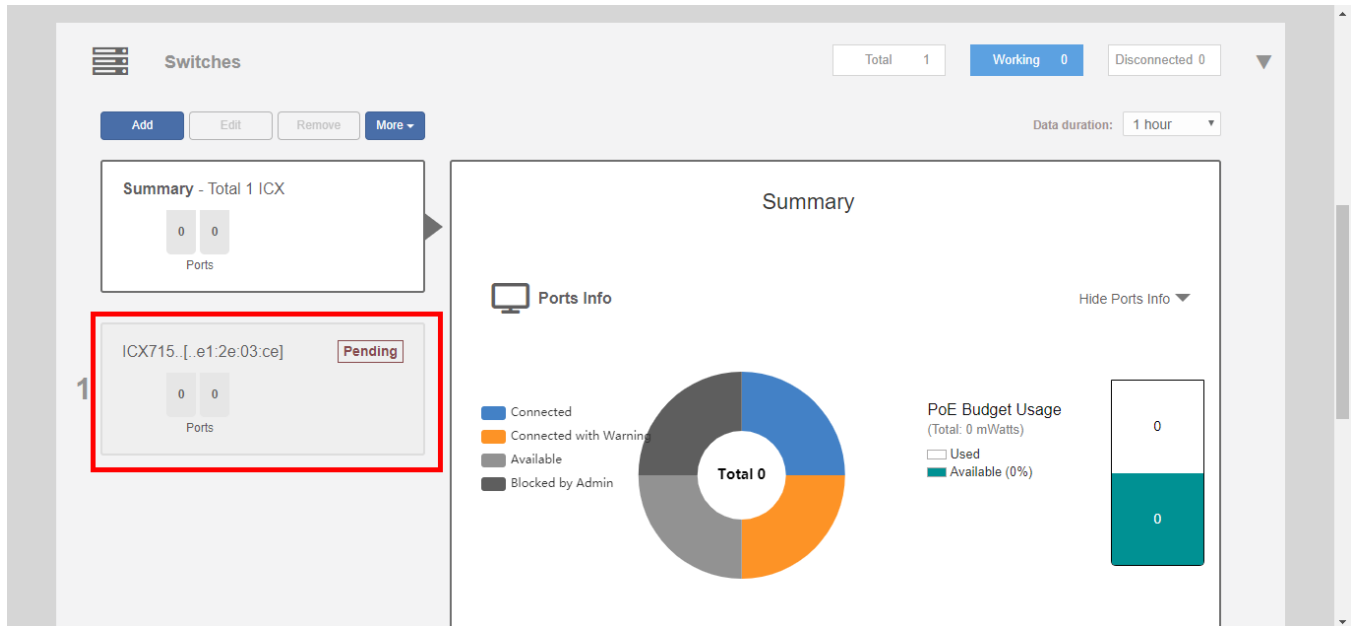 Switches
Total 1
Working 0
Disconnected 0
Add
Edit
Remove
More
Data duration: 1 hour
Summary - Total 1 ICX
0 0
Ports
1
ICX715..[..e1:2e:03:ce]
Pending
0 0
Ports
Summary
Ports Info
Hide Ports Info
Connected
Connected with Warning
Available
Blocked by Admin
Total 0
PoE Budget Usage
(Total: 0 mWatts)
Used
Available (0%)
0
0